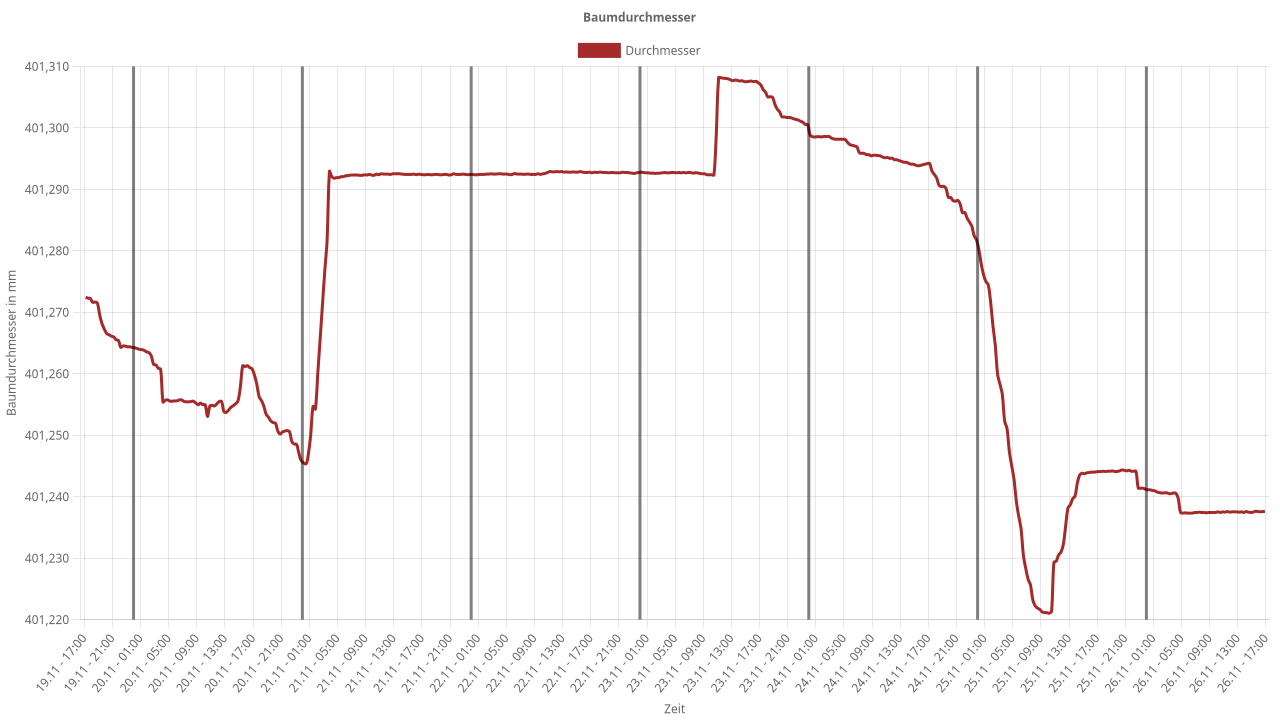 Baumdurchmesser
Durchmesser
Baumdurchmesser in mm
401,310
401,300
401,290
401,280
401,270
401,260
401,250
401,240
401,230
401,220
19.11 - 17:00
19.11 - 21:00
20.11 - 01:00
20.11 - 05:00
20.11 - 09:00
20.11 - 13:00
20.11 - 17:00
20.11 - 21:00
21.11 - 01:00
21.11 - 05:00
21.11 - 09:00
21.11 - 13:00
21.11 - 17:00
21.11 - 21:00
22.11 - 01:00
22.11 - 05:00
22.11 - 09:00
22.11 - 13:00
22.11 - 17:00
22.11 - 21:00
23.11 - 01:00
23.11 - 05:00
23.11 - 09:00
23.11 - 13:00
23.11 - 17:00
23.11 - 21:00
24.11 - 01:00
24.11 - 05:00
24.11 - 09:00
24.11 - 13:00
24.11 - 17:00
24.11 - 21:00
25.11 - 01:00
25.11 - 05:00
25.11 - 09:00
25.11 - 13:00
25.11 - 17:00
25.11 - 21:00
26.11 - 01:00
26.11 - 05:00
26.11 - 09:00
26.11 - 13:00
26.11 - 17:00
Zeit